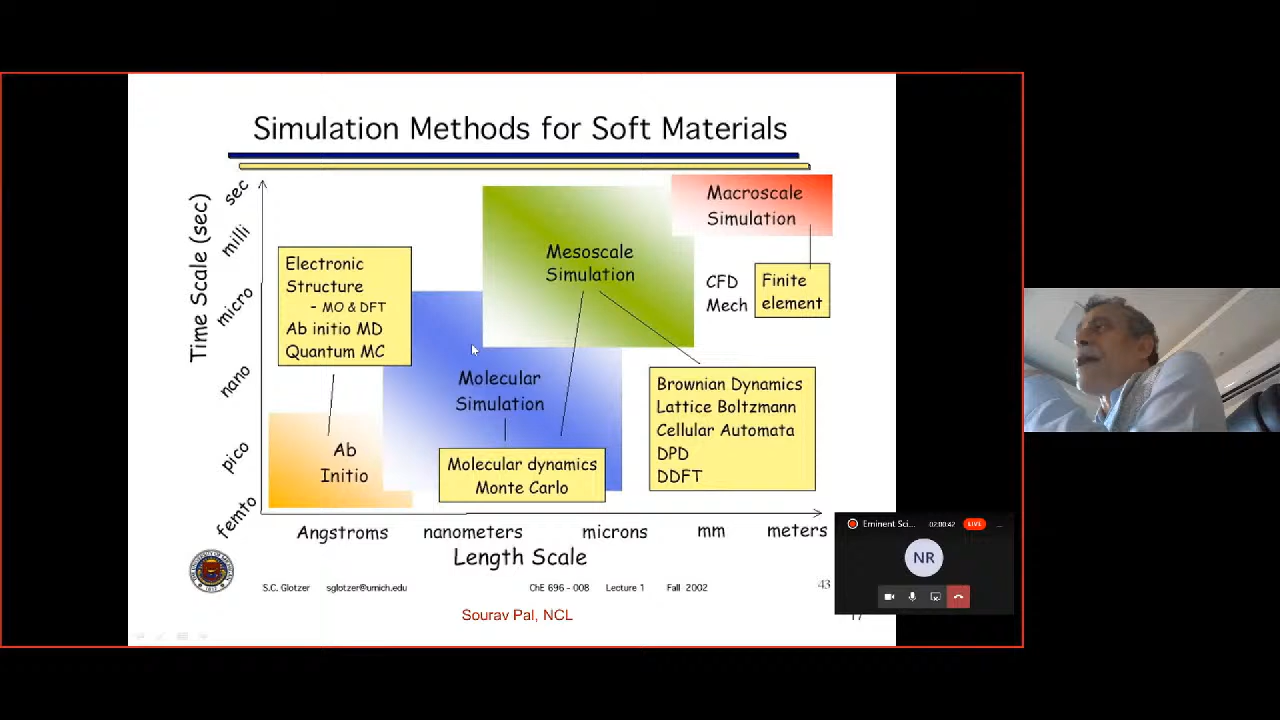 Simulation Methods for Soft Materials
Time Scale (sec)
sec
milli
micro
nano
pico
femto
Electronic
Structure
- MO & DFT
Ab initio MD
Quantum MC
Ab
Initio
Molecular
Simulation
Molecular dynamics
Monte Carlo
Mesoscale
Simulation
Macroscale
Simulation
CFD
Mech
Finite
element
Brownian Dynamics
Lattice Boltzmann
Cellular Automata
DPD
DDFT
Angstroms nanometers microns mm meters
Length Scale
S.C. Glotzer sglotzer@umich.edu ChE 696 - 008 Lecture 1 Fall 2002 43
Sourav Pal, NCL
Eminent Sci... 02:00:42 LIVE ...
NR